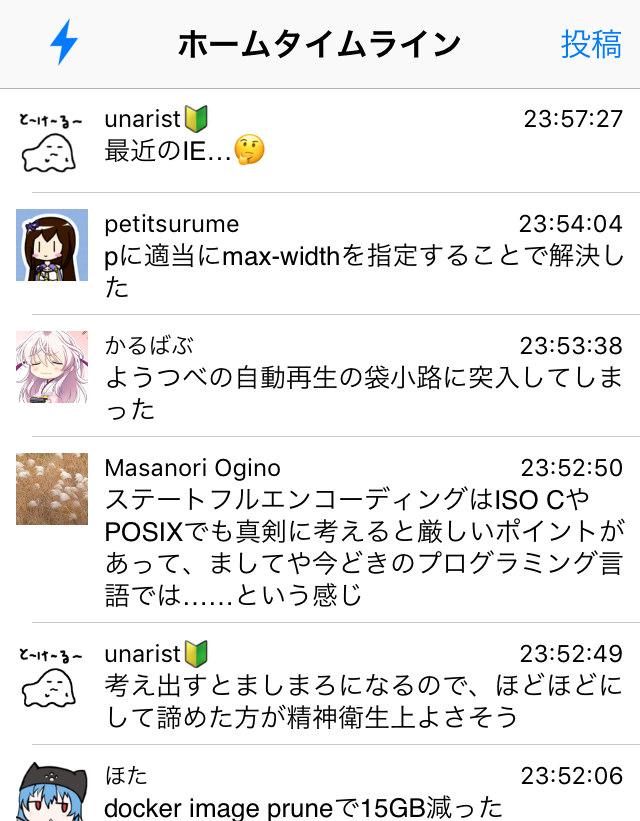 ホームタイムライン 投稿
とーけーるー unarist🔰 23:57:27
最近のIE…🤔
petitsurume 23:54:04
pに適当にmax-widthを指定することで解決し
た
かるばぶ 23:53:38
ようつべの自動再生の袋小路に突入してしま
った
Masanori Ogino 23:52:50
ステートフルエンコーディングはISO Cや
POSIXでも真剣に考えると厳しいポイントが
あって、ましてや今どきのプログラミング言
語では……という感じ
とーけーるー unarist🔰 23:52:49
考え出すとましまろになるので、ほどほどに
して諦めた方が精神衛生上よさそう
ほた 23:52:06
docker image pruneで15GB減った